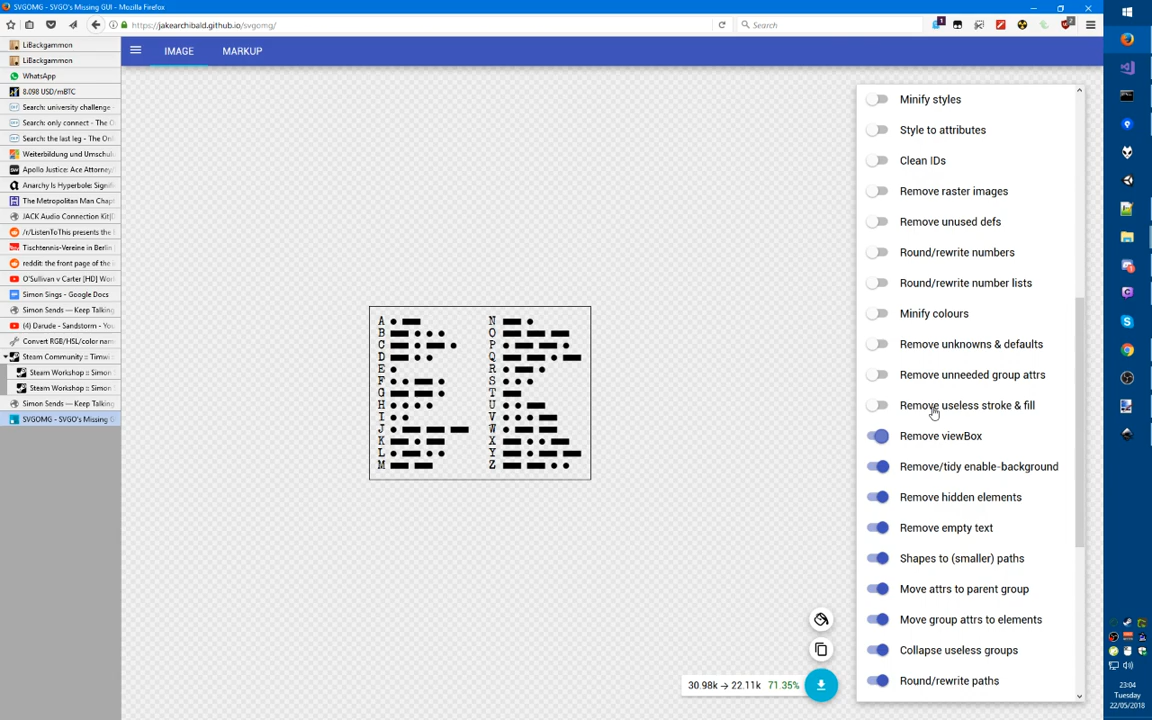 SVGOMG - SVGO's Missing GUI - Mozilla Firefox
https://jakearchibald.github.io/svgomg/
Search
1
2
LiBackgammon
LiBackgammon
WhatsApp
8.098 USD/mBTC
Search: university challenge -
Search: only connect - The O
Search: the last leg - The Onl
Weiterbildung und Umschul
Apollo Justice: Ace Attorney/
Anarchy Is Hyperbole: Signif
The Metropolitan Man Chap
JACK Audio Connection Kit|
/r/ListenToThis presents the
Tischtennis-Vereine in Berlin
reddit: the front page of the i
O'Sullivan v Carter [HD] Wor
Simon Sings - Google Docs
Simon Sends — Keep Talking
(4) Darude - Sandstorm - You
Convert RGB/HSL/color nam
Steam Community :: Timwi
Steam Workshop :: Simon
Steam Workshop :: Simon
Simon Sends — Keep Talking
SVGOMG - SVGO's Missing
IMAGE
MARKUP
A
B
C
D
E
F
G
H
I
J
K
L
M
N
O
P
Q
R
S
T
U
V
W
X
Y
Z
Minify styles
Style to attributes
Clean IDs
Remove raster images
Remove unused defs
Round/rewrite numbers
Round/rewrite number lists
Minify colours
Remove unknowns & defaults
Remove unneeded group attrs
Remove useless stroke & fill
Remove viewBox
Remove/tidy enable-background
Remove hidden elements
Remove empty text
Shapes to (smaller) paths
Move attrs to parent group
Move group attrs to elements
Collapse useless groups
Round/rewrite paths
30.98k → 22.11k 71.35%
23:04
Tuesday
22/05/2018